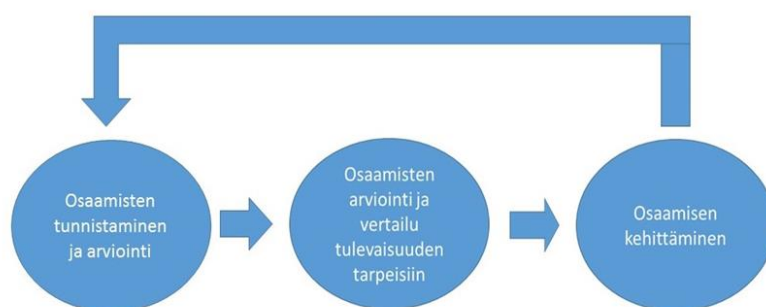 Osaamisten
tunnistaminen
ja arviointi
Osaamisten
arviointi ja
vertailu
tulevaisuuden
tarpeisiin
Osaamisen
kehittäminen